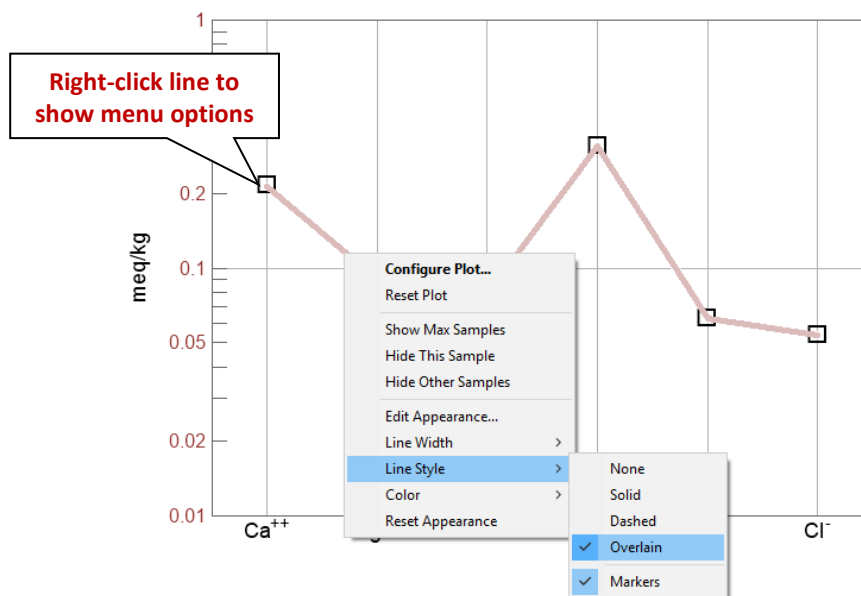 1
Right-click line to
show menu options
0.2
meq/kg
0.1
0.05
0.02
0.01
Ca++
Cl-
Configure Plot...
Reset Plot
Show Max Samples
Hide This Sample
Hide Other Samples
Edit Appearance...
Line Width
Line Style
Color
Reset Appearance
None
Solid
Dashed
Overlain
Markers